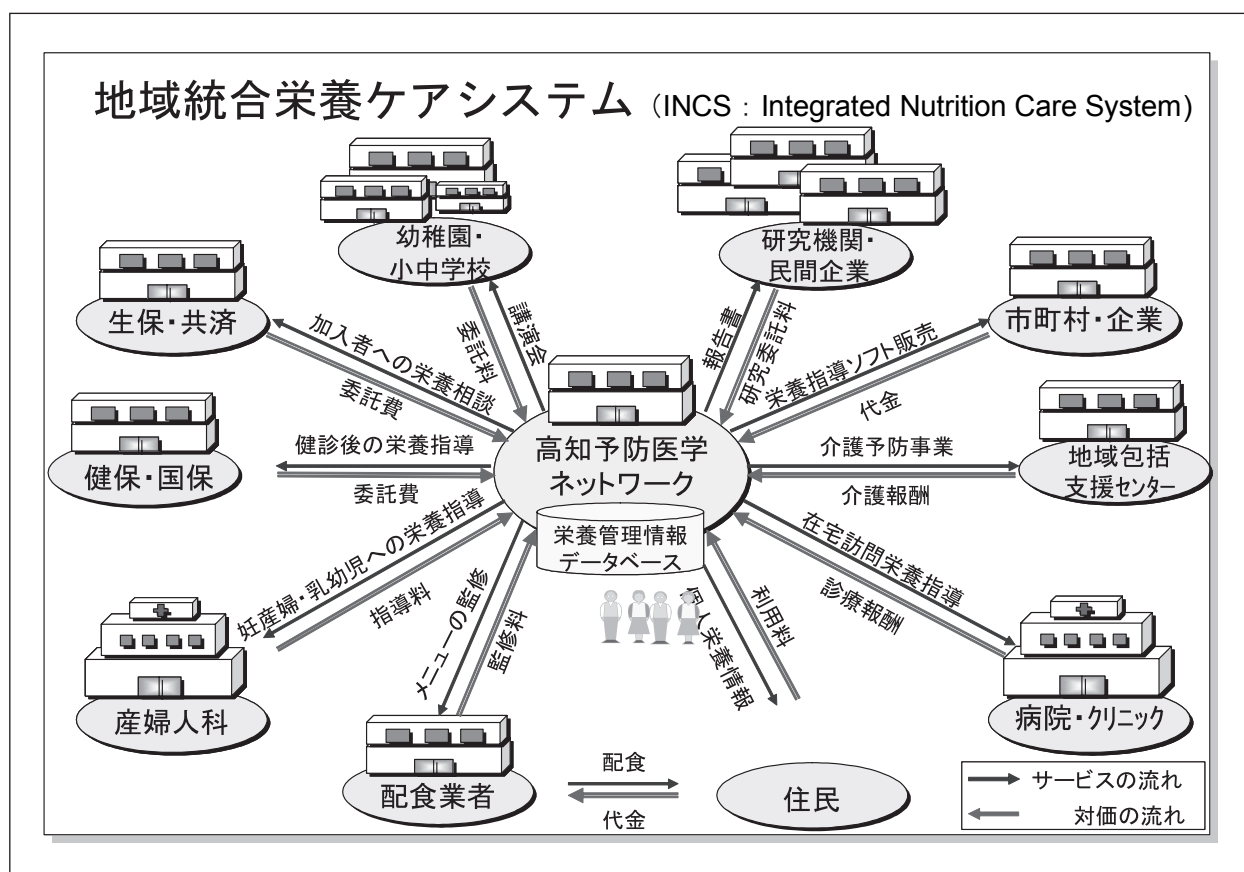 地域統合栄養ケアシステム（INCS：Integrated Nutrition Care System）
幼稚園・
小中学校
研究機関・
民間企業
生保・共済
市町村・企業
加入者への栄養相談
委託費
委託料
講演会
報告書
研究委託料
栄養指導ソフト販売
代金
健保・国保
健診後の栄養指導
委託費
高知予防医学
ネットワーク
介護予防事業
介護報酬
地域包括
支援センター
栄養管理情報
データベース
妊産婦・乳幼児への栄養指導
指導料
メニューの監修
監修料
個人栄養情報
利用料
在宅訪問栄養指導
診療報酬
産婦人科
病院・クリニック
配食業者
配食
代金
住民
サービスの流れ
対価の流れ